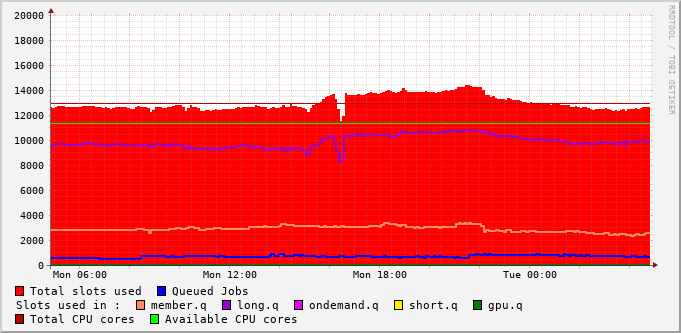 20000
18000
16000
14000
12000
10000
8000
6000
4000
2000
0
Mon 06:00 Mon 12:00 Mon 18:00 Tue 00:00
RRDTOOL / TOBI OETIKER
Total slots used Queued Jobs
Slots used in : member.q long.q ondemand.q short.q gpu.q
Total CPU cores Available CPU cores